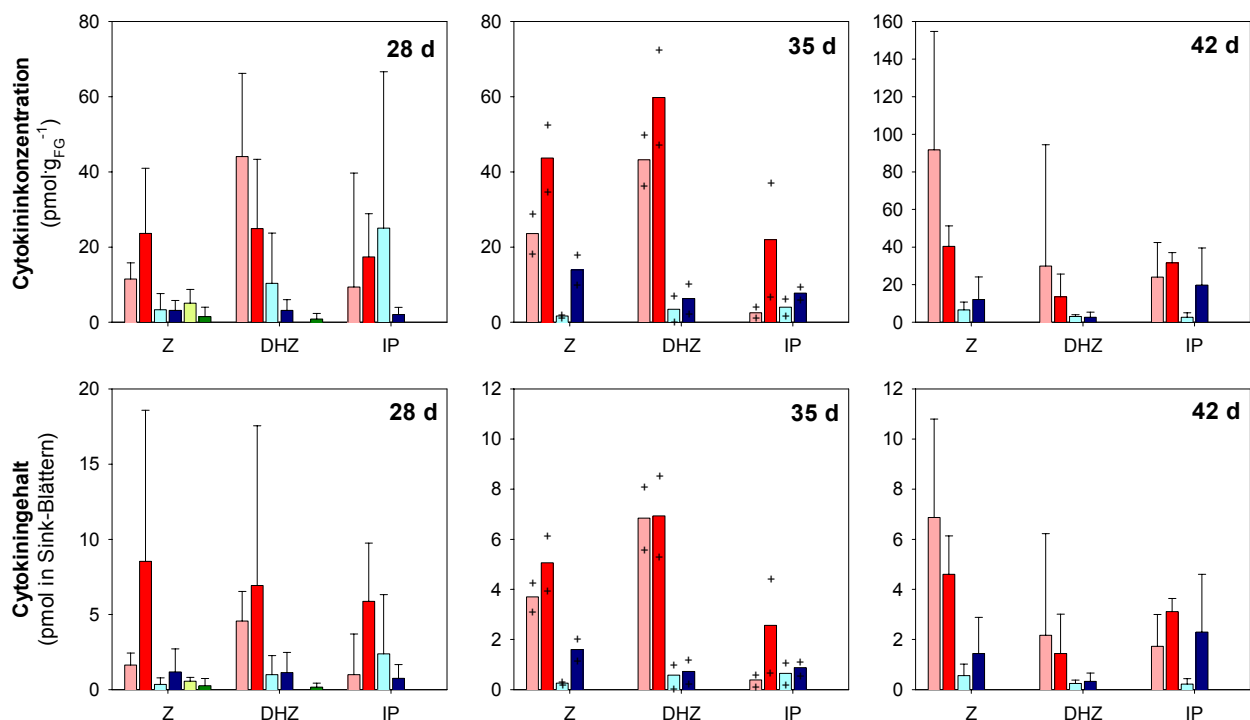 Cytokininkonzentration
(pmol·g_FG^-1)
80
60
40
20
0
28 d
Z DHZ IP
80
60
40
20
0
35 d
Z DHZ IP
160
140
120
100
80
60
40
20
0
42 d
Z DHZ IP
Cytokiningehalt
(pmol in Sink-Blättern)
20
15
10
5
0
28 d
Z DHZ IP
12
10
8
6
4
2
0
35 d
Z DHZ IP
12
10
8
6
4
2
0
42 d
Z DHZ IP